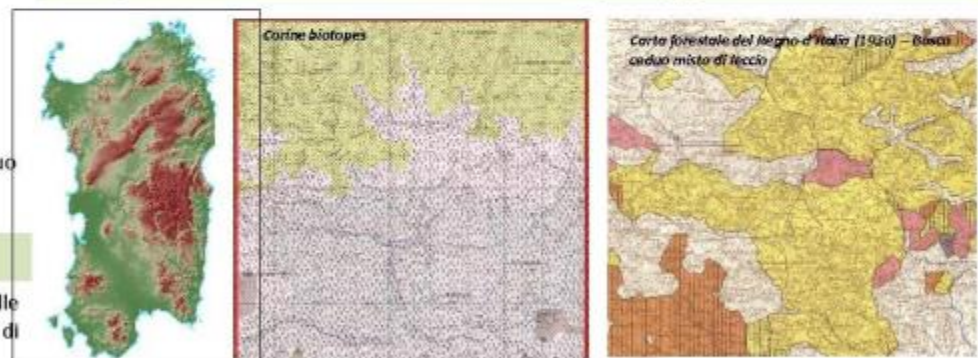 uo
lle
di
Corine biotopes
Carta forestale del Regno d'Italia (1936) – Bosco
ceduo misto di leccio